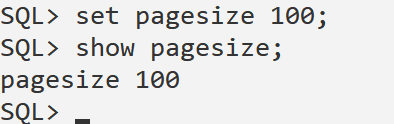 SQL> set pagesize 100;
SQL> show pagesize;
pagesize 100
SQL>